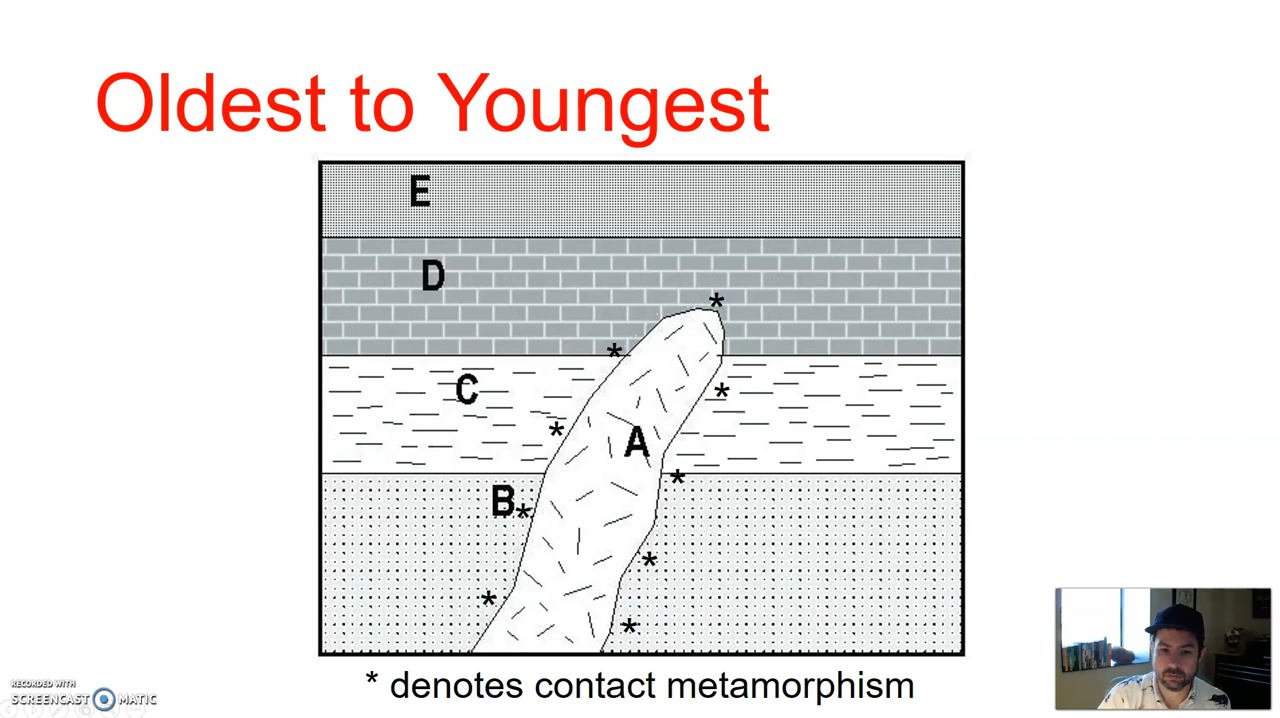 Oldest to Youngest
E
D
*
*
C
*
*
A
*
B*
*
*
*
* denotes contact metamorphism
RECORDED WITH
SCREENCAST MATIC